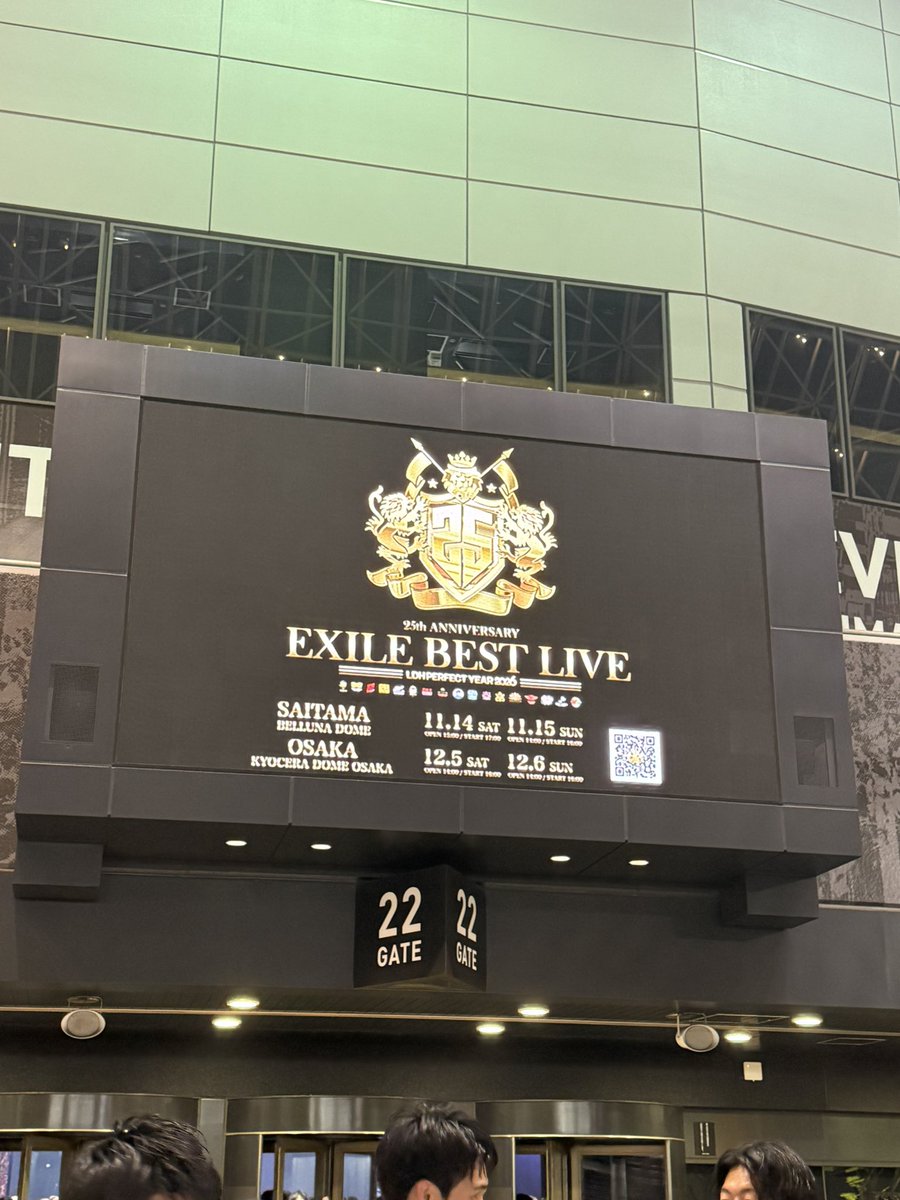 T
EV
25
25th ANNIVERSARY
EXILE BEST LIVE
LDH PERFECT YEAR 2026
SAITAMA 11.14 SAT 11.15 SUN
BELLUNA DOME
OSAKA 12.5 SAT 12.6 SUN
KYOCERA DOME OSAKA
22 22
GATE GATE